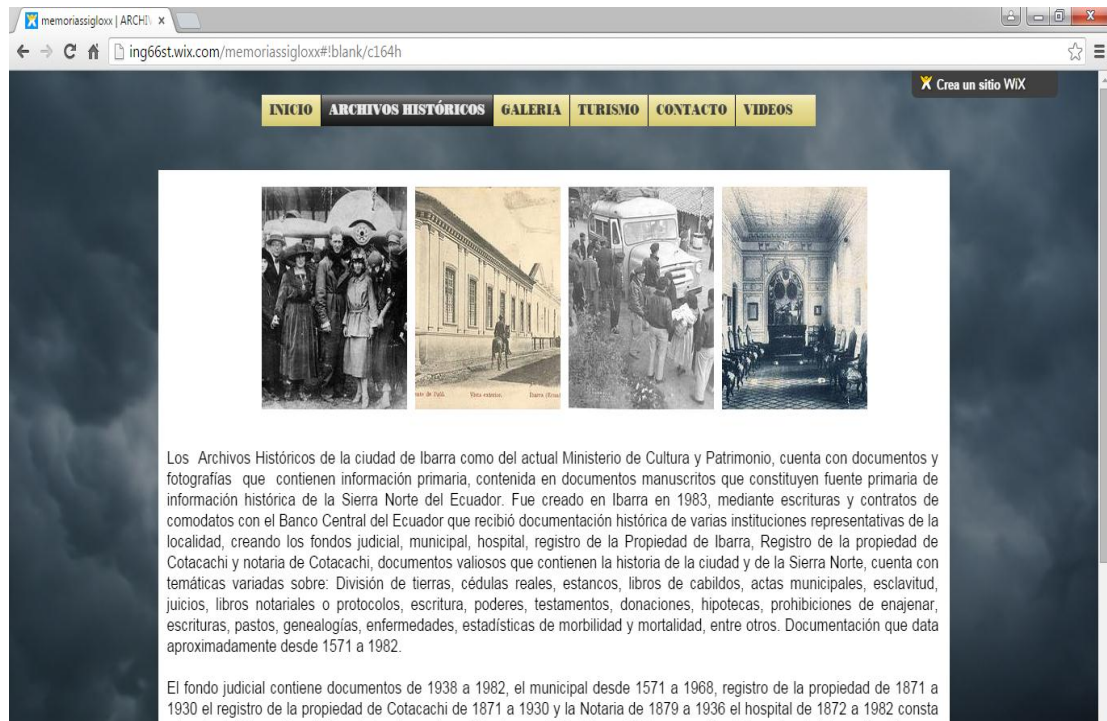 memoriassigloxx | ARCHI
ing66st.wix.com/memoriassigloxx#!blank/c164h
Crea un sitio WiX
INICIO ARCHIVOS HISTÓRICOS GALERIA TURISMO CONTACTO VIDEOS
Vista exterior. Ibarra
Los Archivos Históricos de la ciudad de Ibarra como del actual Ministerio de Cultura y Patrimonio, cuenta con documentos y
fotografías que contienen información primaria, contenida en documentos manuscritos que constituyen fuente primaria de
información histórica de la Sierra Norte del Ecuador. Fue creado en Ibarra en 1983, mediante escrituras y contratos de
comodatos con el Banco Central del Ecuador que recibió documentación histórica de varias instituciones representativas de la
localidad, creando los fondos judicial, municipal, hospital, registro de la Propiedad de Ibarra, Registro de la propiedad de
Cotacachi y notaria de Cotacachi, documentos valiosos que contienen la historia de la ciudad y de la Sierra Norte, cuenta con
temáticas variadas sobre: División de tierras, cédulas reales, estancos, libros de cabildos, actas municipales, esclavitud,
juicios, libros notariales o protocolos, escritura, poderes, testamentos, donaciones, hipotecas, prohibiciones de enajenar,
escrituras, pastos, genealogías, enfermedades, estadísticas de morbilidad y mortalidad, entre otros. Documentación que data
aproximadamente desde 1571 a 1982.
El fondo judicial contiene documentos de 1938 a 1982, el municipal desde 1571 a 1968, registro de la propiedad de 1871 a
1930 el registro de la propiedad de Cotacachi de 1871 a 1930 y la Notaria de 1879 a 1936 el hospital de 1872 a 1982 consta